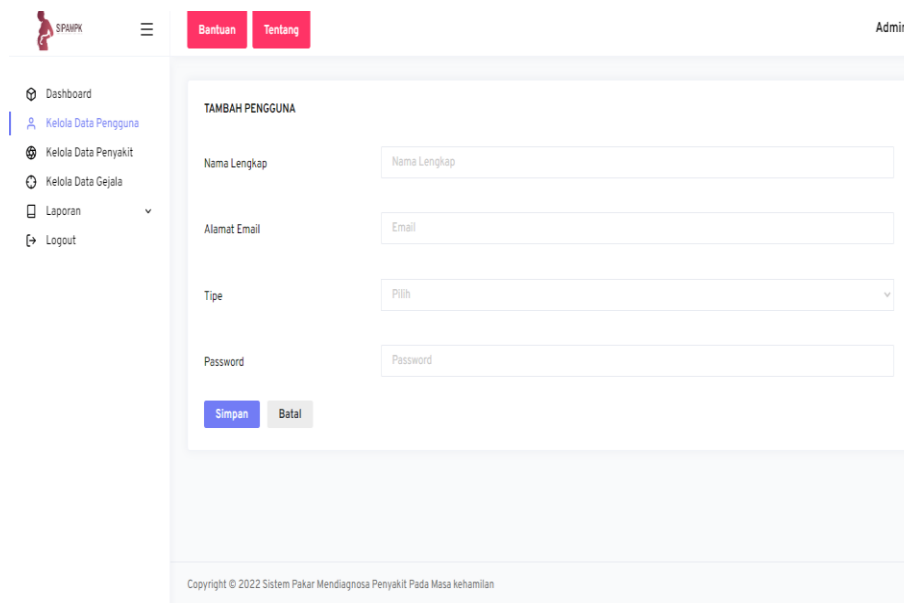 SIPAMPK
Bantuan
Tentang
Admin
Dashboard
Kelola Data Pengguna
Kelola Data Penyakit
Kelola Data Gejala
Laporan
Logout
TAMBAH PENGGUNA
Nama Lengkap
Nama Lengkap
Alamat Email
Email
Tipe
Pilih
Password
Password
Simpan
Batal
Copyright © 2022 Sistem Pakar Mendiagnosa Penyakit Pada Masa kehamilan